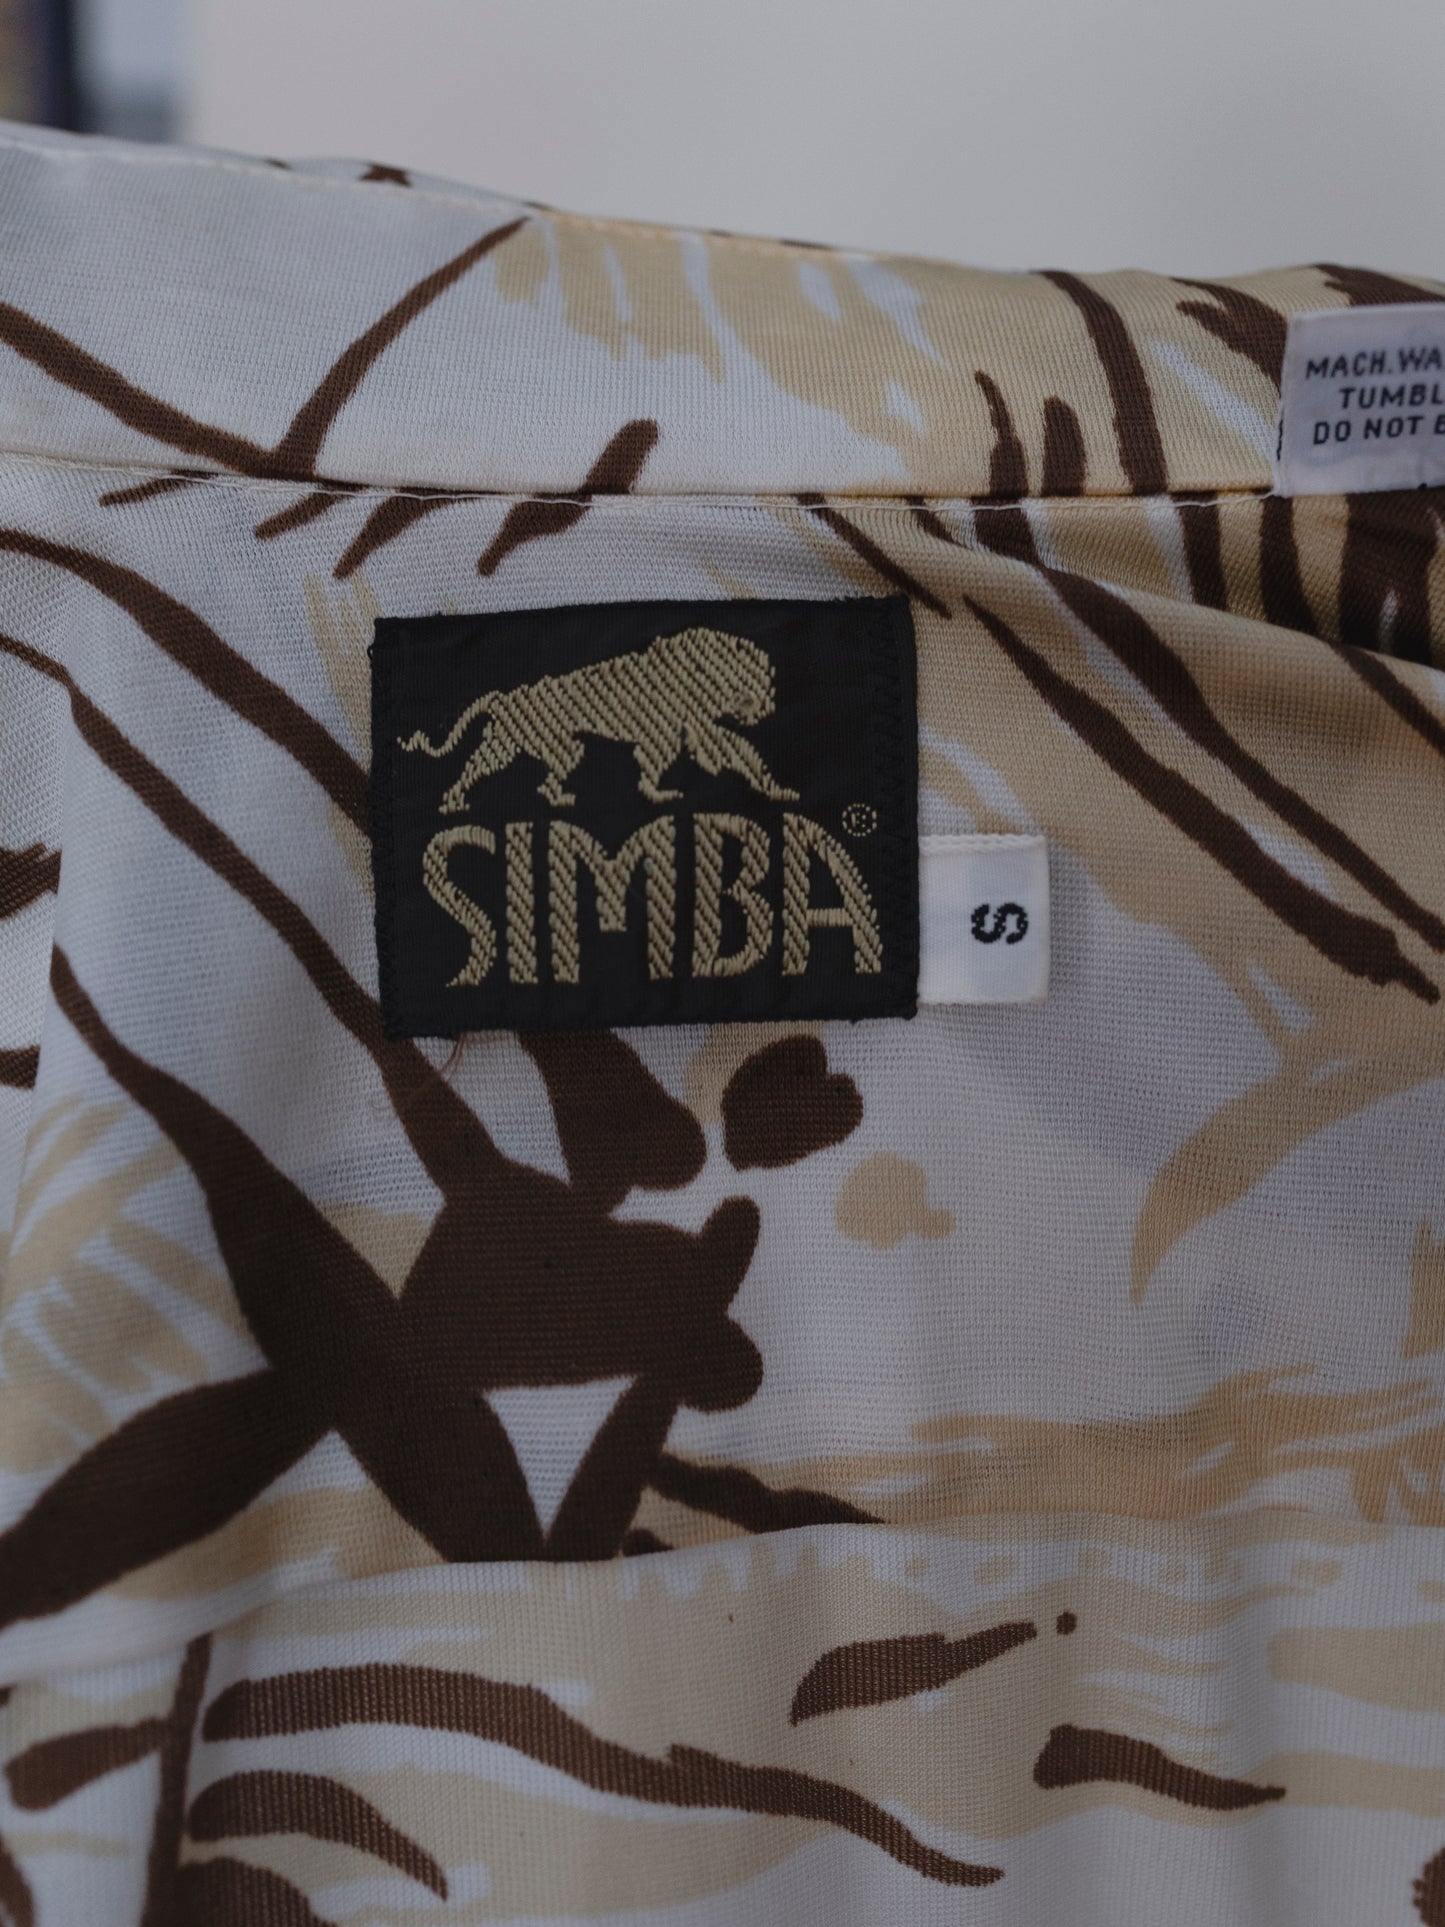 MACH.WA
TUMBL
DO NOT
SIMBA®
S